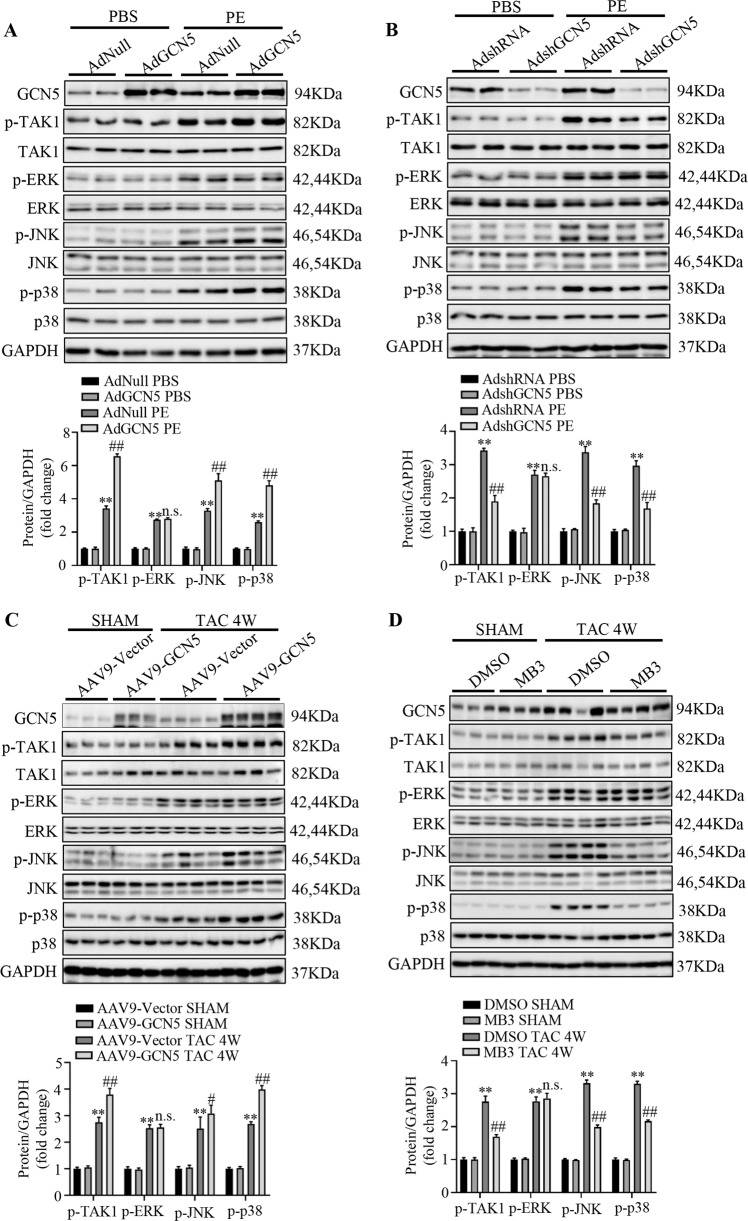 A
PBS PE
AdNull AdGCN5 AdNull AdGCN5
GCN5 94KDa
p-TAK1 82KDa
TAK1 82KDa
p-ERK 42,44KDa
ERK 42,44KDa
p-JNK 46,54KDa
JNK 46,54KDa
p-p38 38KDa
p38 38KDa
GAPDH 37KDa
AdNull PBS
AdGCN5 PBS
AdNull PE
AdGCN5 PE
Protein/GAPDH
(fold change)
8
6
4
2
0
** ## ** n.s. ** ## ** ##
p-TAK1 p-ERK p-JNK p-p38
B
PBS PE
AdshRNA AdshGCN5 AdshRNA AdshGCN5
GCN5 94KDa
p-TAK1 82KDa
TAK1 82KDa
p-ERK 42,44KDa
ERK 42,44KDa
p-JNK 46,54KDa
JNK 46,54KDa
p-p38 38KDa
p38 38KDa
GAPDH 37KDa
AdshRNA PBS
AdshGCN5 PBS
AdshRNA PE
AdshGCN5 PE
Protein/GAPDH
(fold change)
4
3
2
1
0
** ## ** n.s. ** ## ** ##
p-TAK1 p-ERK p-JNK p-p38
C
SHAM TAC 4W
AAV9-Vector AAV9-GCN5 AAV9-Vector AAV9-GCN5
GCN5 94KDa
p-TAK1 82KDa
TAK1 82KDa
p-ERK 42,44KDa
ERK 42,44KDa
p-JNK 46,54KDa
JNK 46,54KDa
p-p38 38KDa
p38 38KDa
GAPDH 37KDa
AAV9-Vector SHAM
AAV9-GCN5 SHAM
AAV9-Vector TAC 4W
AAV9-GCN5 TAC 4W
Protein/GAPDH
(fold change)
5
4
3
2
1
0
** ## ** n.s. ** # ** ##
p-TAK1 p-ERK p-JNK p-p38
D
SHAM TAC 4W
DMSO MB3 DMSO MB3
GCN5 94KDa
p-TAK1 82KDa
TAK1 82KDa
p-ERK 42,44KDa
ERK 42,44KDa
p-JNK 46,54KDa
JNK 46,54KDa
p-p38 38KDa
p38 38KDa
GAPDH 37KDa
DMSO SHAM
MB3 SHAM
DMSO TAC 4W
MB3 TAC 4W
Protein/GAPDH
(fold change)
4
3
2
1
0
** ## ** n.s. ** ## ** ##
p-TAK1 p-ERK p-JNK p-p38